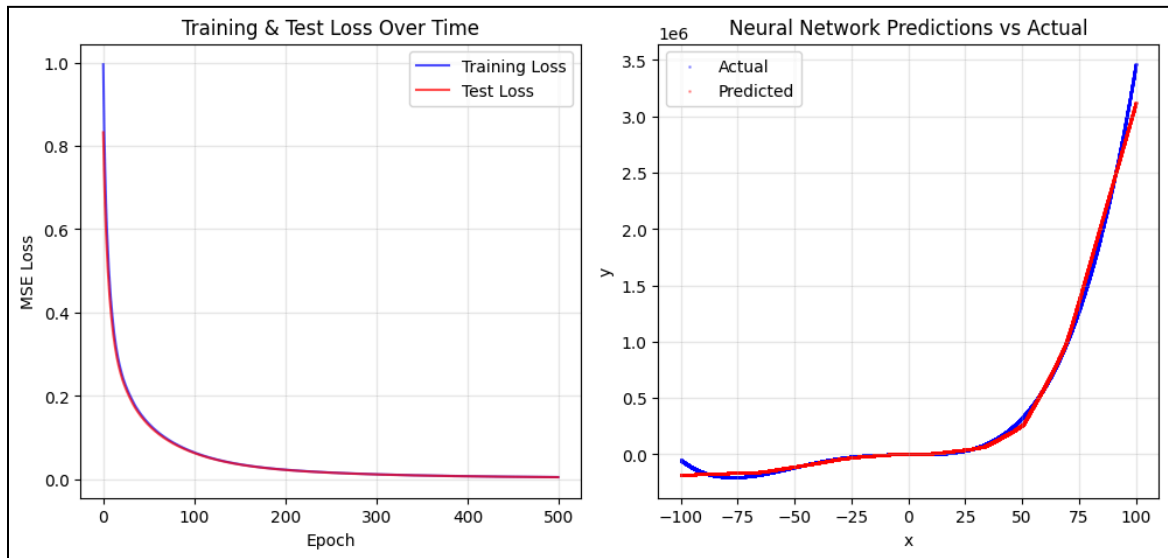 Training & Test Loss Over Time
MSE Loss
1.0
0.8
0.6
0.4
0.2
0.0
Training Loss
Test Loss
0 100 200 300 400 500
Epoch
Neural Network Predictions vs Actual
1e6
y
3.5
3.0
2.5
2.0
1.5
1.0
0.5
0.0
Actual
Predicted
−100 −75 −50 −25 0 25 50 75 100
x